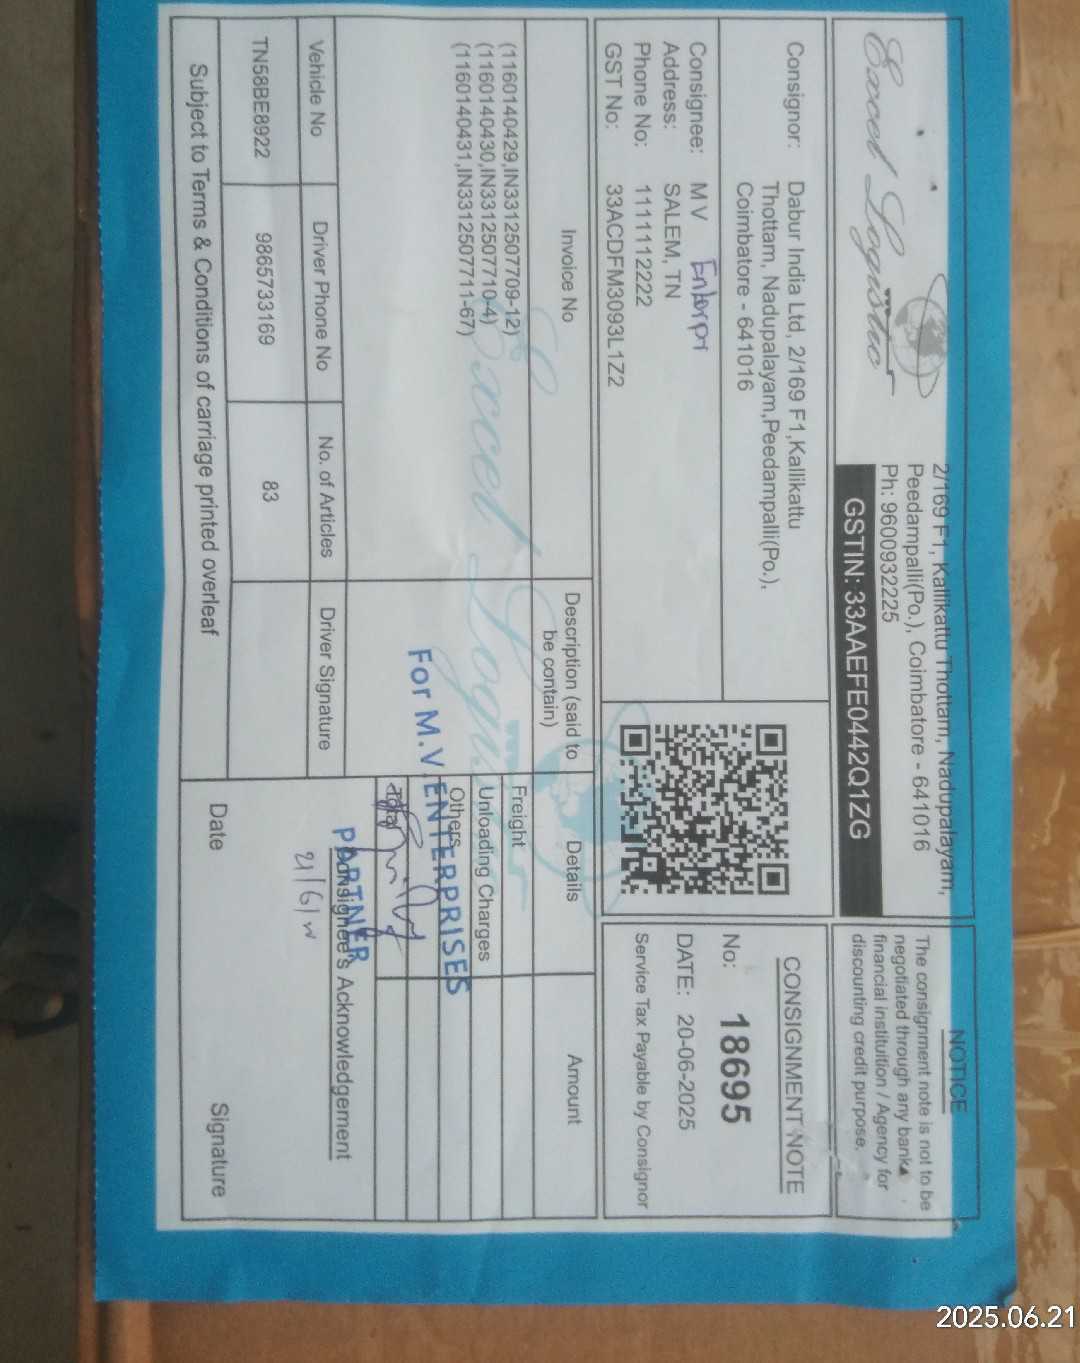 Excel Logistic
2/169 F1, Kallikattu Thottam, Nadupalayam,
Peedampalli(Po.), Coimbatore - 641016
Ph: 9600932225
GSTIN: 33AAEFE0442Q1ZG
NOTICE
The consignment note is not to be
negotiated through any bank
financial instituition / Agency for
discounting credit purpose.
Consignor: Dabur India Ltd, 2/169 F1,Kallikattu
Thottam, Nadupalayam,Peedampalli(Po.),
Coimbatore - 641016
Consignee: M V Enterpr
Address: SALEM, TN
Phone No: 1111112222
GST No: 33ACDFM3093L1Z2
CONSIGNMENT NOTE
No: 18695
DATE: 20-06-2025
Service Tax Payable by Consignor
Invoice No
Description (said to
be contain)
Details
Amount
(1160140429,IN3312507709-12)
(1160140430,IN3312507710-4)
(1160140431,IN3312507711-67)
Excel Logistic
Freight
Unloading Charges
Others
Total
For M.V. ENTERPRISES
PARTNER
Consignee's Acknowledgement
Vehicle No
Driver Phone No
No. of Articles
Driver Signature
TN58BE8922
9865733169
83
21/6/
Date
Signature
Subject to Terms & Conditions of carriage printed overleaf
2025.06.21